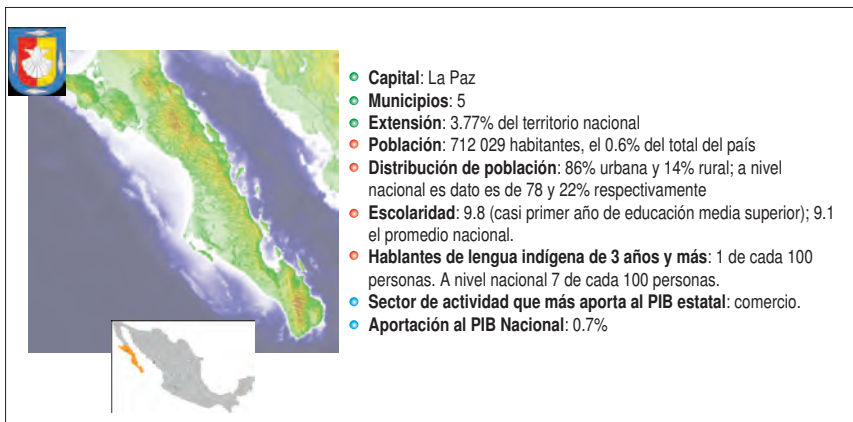 Capital: La Paz
Municipios: 5
Extensión: 3.77% del territorio nacional
Población: 712 029 habitantes, el 0.6% del total del país
Distribución de población: 86% urbana y 14% rural; a nivel
nacional es dato es de 78 y 22% respectivamente
Escolaridad: 9.8 (casi primer año de educación media superior); 9.1
el promedio nacional.
Hablantes de lengua indígena de 3 años y más: 1 de cada 100
personas. A nivel nacional 7 de cada 100 personas.
Sector de actividad que más aporta al PIB estatal: comercio.
Aportación al PIB Nacional: 0.7%